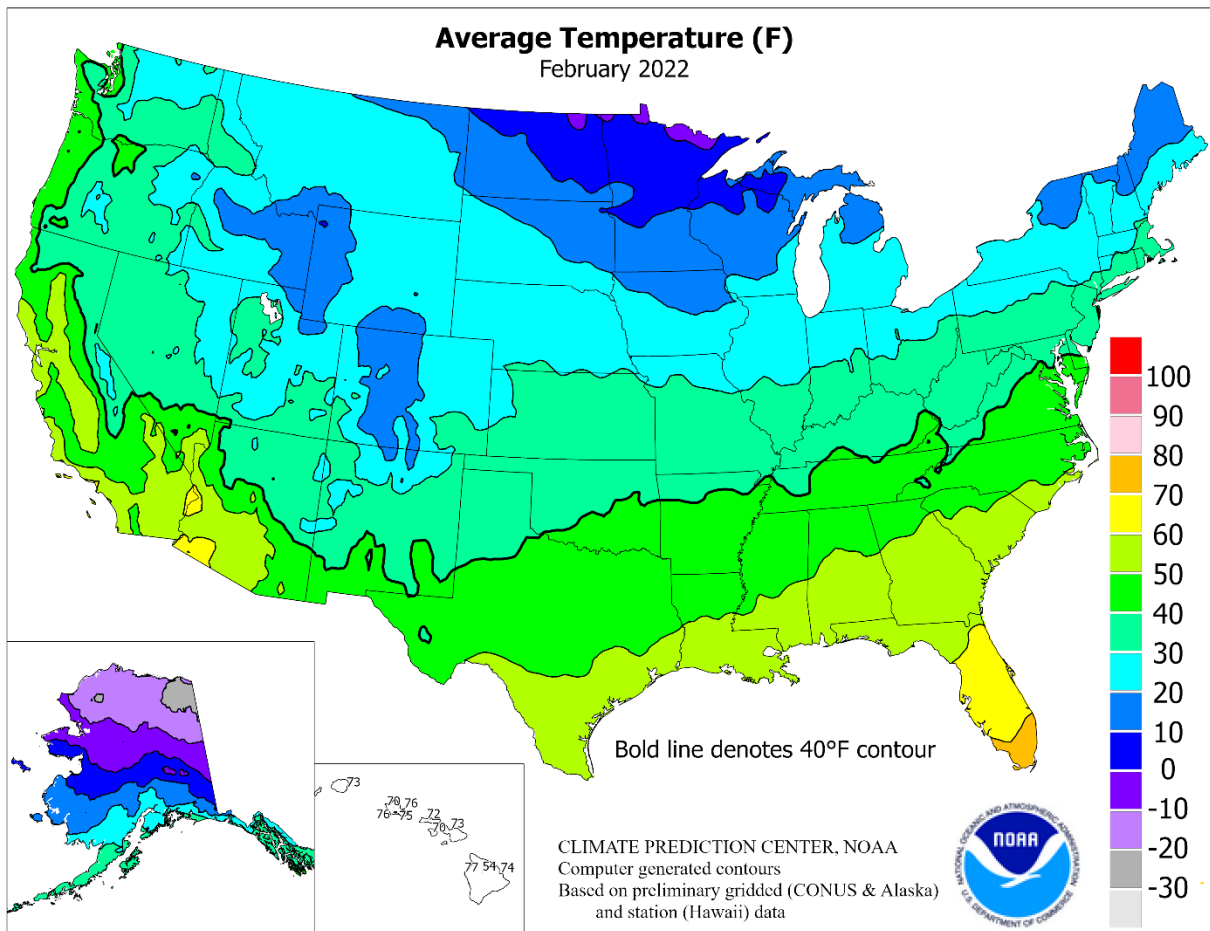 Average Temperature (F)
February 2022
100
90
80
70
60
50
40
30
20
10
0
-10
-20
-30
Bold line denotes 40°F contour
73
70
76
76
75
72
70
73
77
54
74
CLIMATE PREDICTION CENTER, NOAA
Computer generated contours
Based on preliminary gridded (CONUS & Alaska)
and station (Hawaii) data
NATIONAL OCEANIC AND ATMOSPHERIC ADMINISTRATION
NOAA
U.S. DEPARTMENT OF COMMERCE